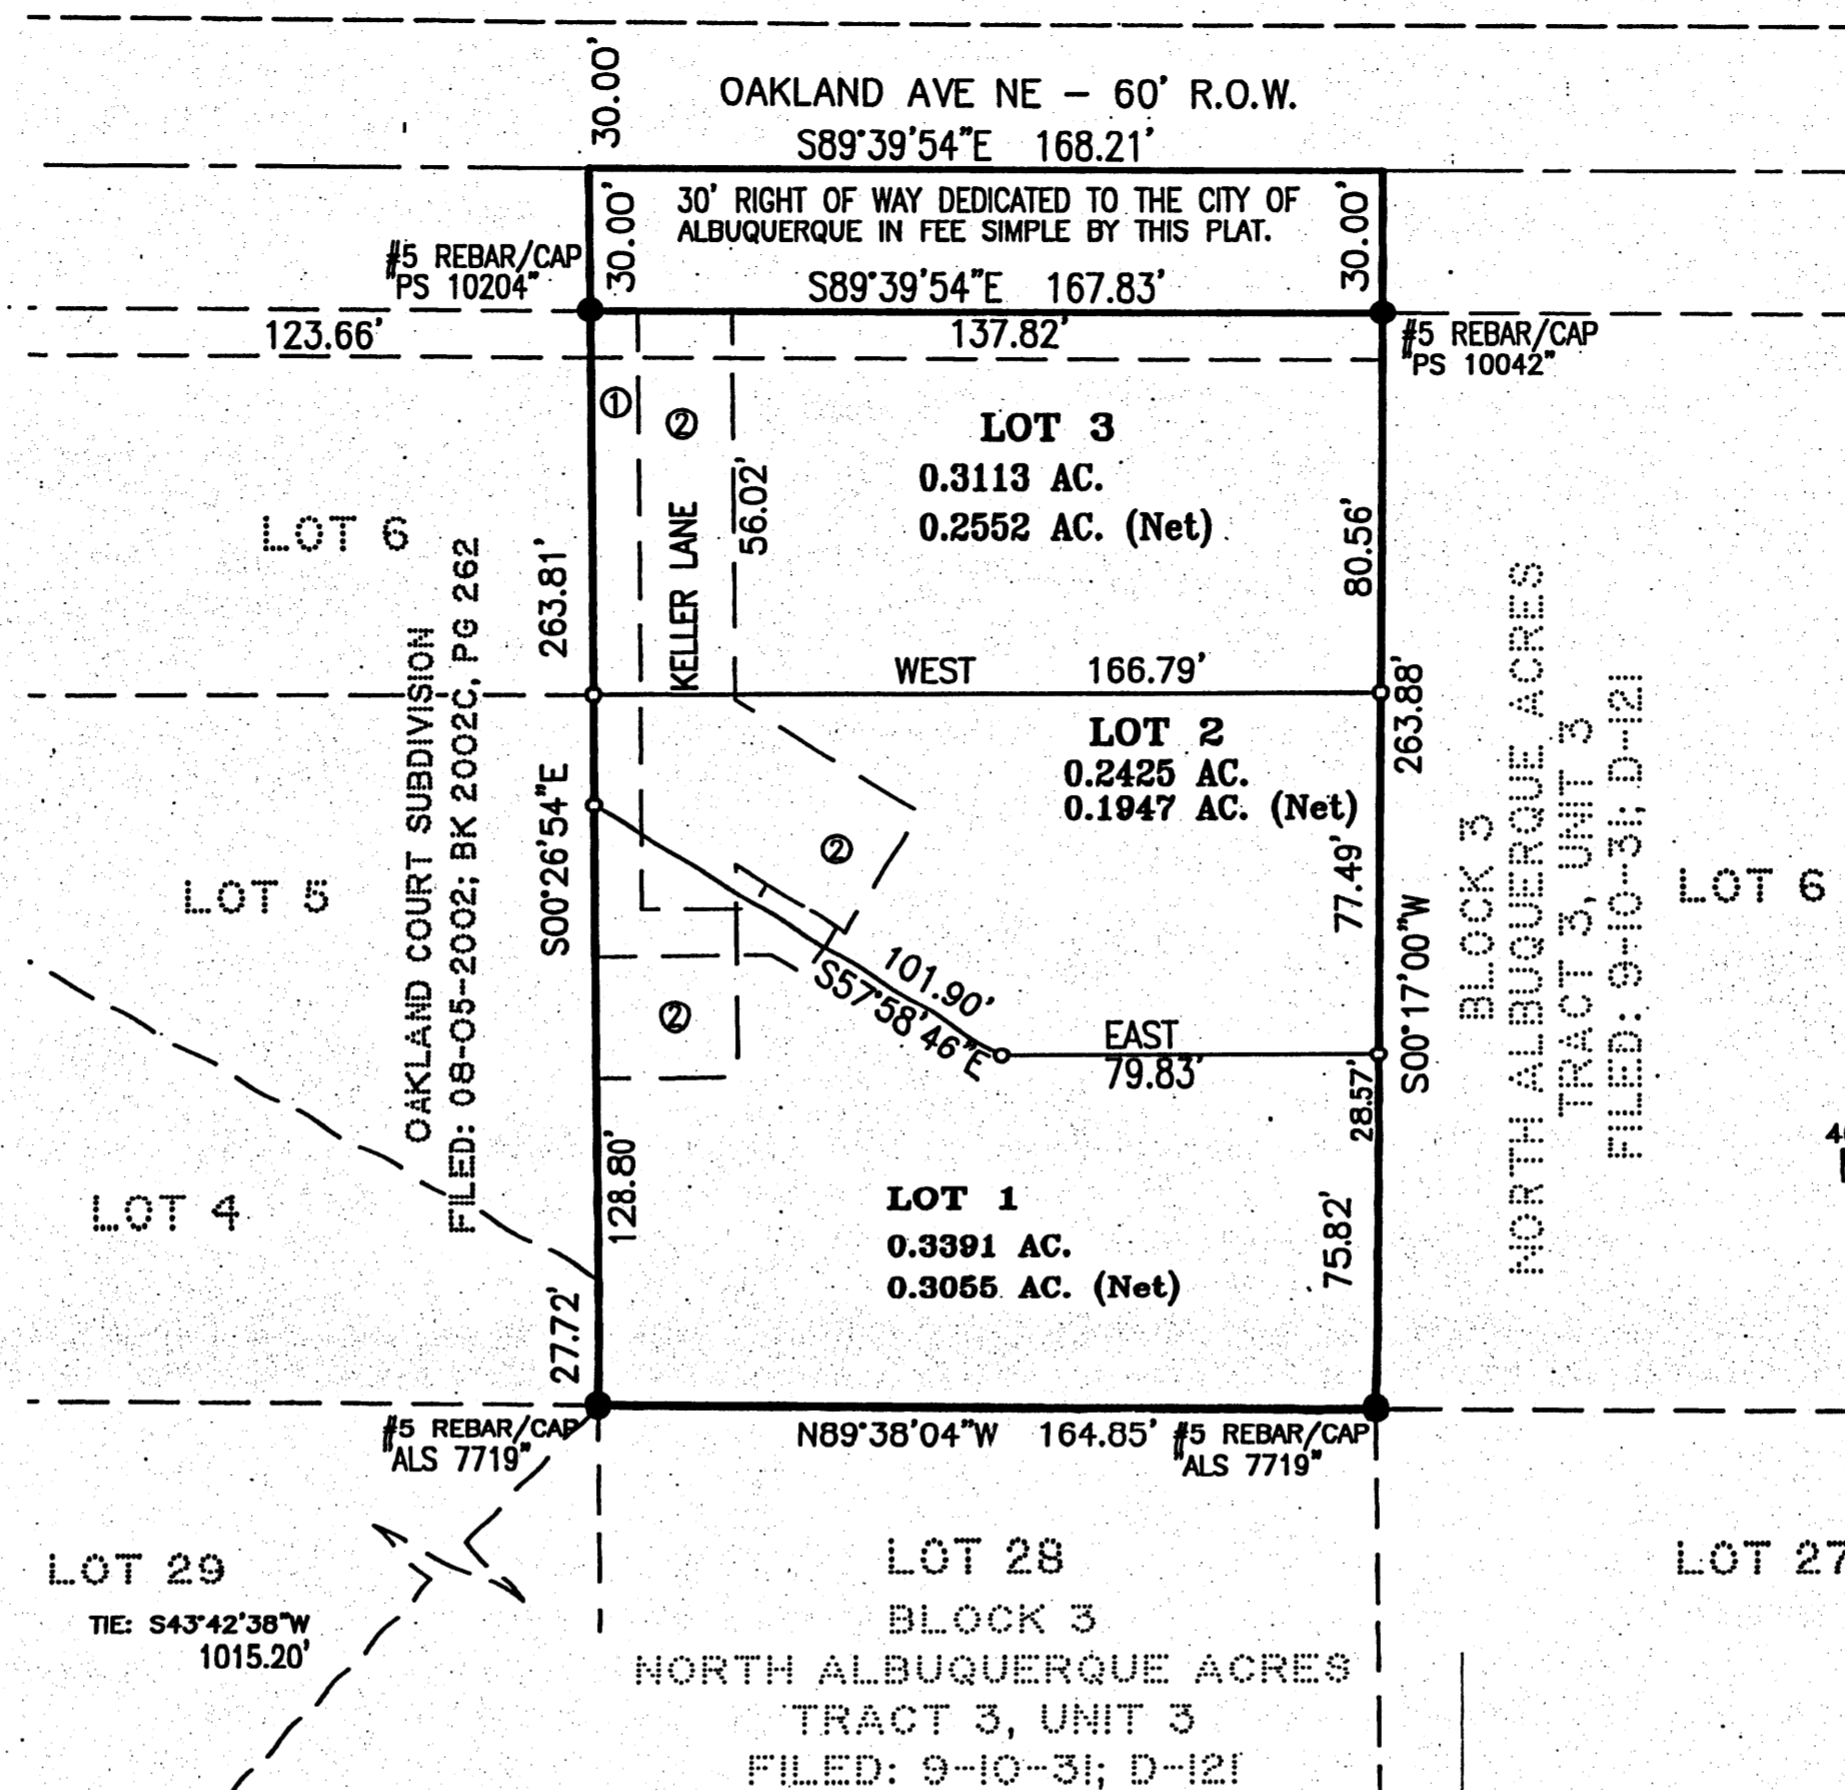 30.00'
OAKLAND AVE NE – 60' R.O.W.
S89°39'54"E 168.21'
30.00'
30' RIGHT OF WAY DEDICATED TO THE CITY OF
ALBUQUERQUE IN FEE SIMPLE BY THIS PLAT.
30.00'
#5 REBAR/CAP
"PS 10204"
S89°39'54"E 167.83'
123.66'
137.82'
#5 REBAR/CAP
"PS 10042"
①
②
LOT 3
0.3113 AC.
0.2552 AC. (Net)
56.02'
KELLER LANE
80.56'
LOT 6
263.81'
OAKLAND COURT SUBDIVISION
FILED: 08-05-2002; BK 2002C, PG 262
WEST 166.79'
263.88'
LOT 2
0.2425 AC.
0.1947 AC. (Net)
S00°26'54"E
②
77.49'
LOT 5
101.90'
S57°58'46"E
②
EAST
79.83'
S00°17'00"W
BLOCK 3
NORTH ALBUQUERQUE ACRES
TRACT 3, UNIT 3
FILED: 9-10-31; D-121
LOT 6
28.57'
LOT 4
128.80'
LOT 1
0.3391 AC.
0.3055 AC. (Net)
75.82'
27.72'
#5 REBAR/CAP
"ALS 7719"
N89°38'04"W 164.85'
#5 REBAR/CAP
"ALS 7719"
LOT 29
TIE: S43°42'38"W
1015.20'
LOT 28
BLOCK 3
NORTH ALBUQUERQUE ACRES
TRACT 3, UNIT 3
FILED: 9-10-31; D-121
LOT 27